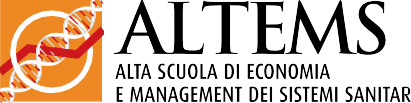 ALTEMS
ALTA SCUOLA DI ECONOMIA
E MANAGEMENT DEI SISTEMI SANITAR